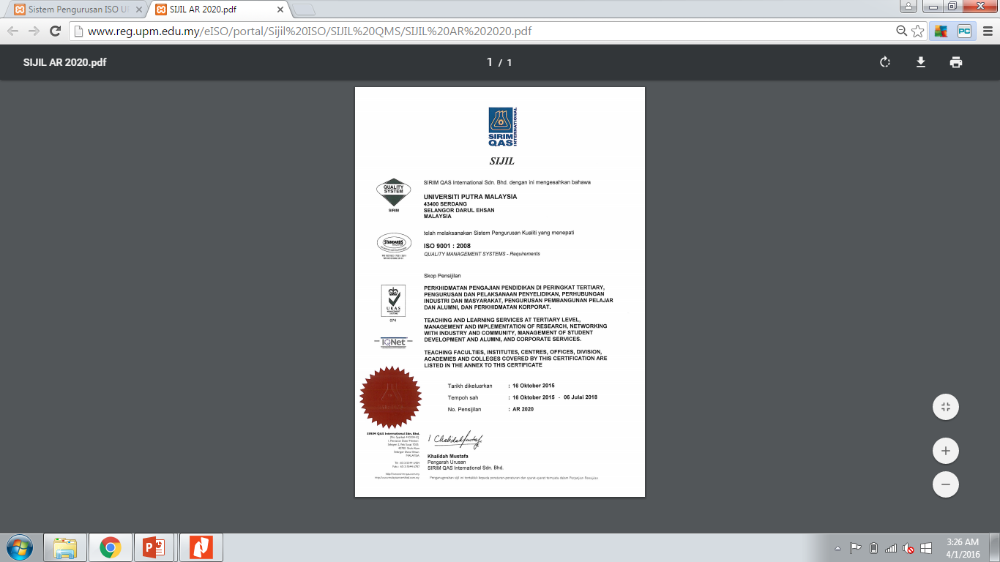 Sistem Pengurusan ISO UP
SIJIL AR 2020.pdf
www.reg.upm.edu.my/eISO/portal/Sijil%20ISO/SIJIL%20QMS/SIJIL%20AR%202020.pdf
PC
SIJIL AR 2020.pdf
1 / 1
SIRIM
QAS
INTERNATIONAL
SIJIL
SIRIM QAS International Sdn. Bhd. dengan ini mengesahkan bahawa
QUALITY
SYSTEM
SIRIM
UNIVERSITI PUTRA MALAYSIA
43400 SERDANG
SELANGOR DARUL EHSAN
MALAYSIA
telah melaksanakan Sistem Pengurusan Kualiti yang menepati
STANDARDS
ISO 9001 : 2008
QUALITY MANAGEMENT SYSTEMS - Requirements
Skop Pensijilan
UKAS
MANAGEMENT
SYSTEMS
074
PERKHIDMATAN PENGAJIAN PENDIDIKAN DI PERINGKAT TERTIARY,
PENGURUSAN DAN PELAKSANAAN PENYELIDIKAN, PERHUBUNGAN
INDUSTRI DAN MASYARAKAT, PENGURUSAN PEMBANGUNAN PELAJAR
DAN ALUMNI, DAN PERKHIDMATAN KORPORAT.
TEACHING AND LEARNING SERVICES AT TERTIARY LEVEL,
MANAGEMENT AND IMPLEMENTATION OF RESEARCH, NETWORKING
WITH INDUSTRY AND COMMUNITY, MANAGEMENT OF STUDENT
DEVELOPMENT AND ALUMNI, AND CORPORATE SERVICES.
IQNet
TEACHING FACULTIES, INSTITUTES, CENTRES, OFFICES, DIVISION,
ACADEMIES AND COLLEGES COVERED BY THIS CERTIFICATION ARE
LISTED IN THE ANNEX TO THIS CERTIFICATE
Tarikh dikeluarkan : 16 Oktober 2015
Tempoh sah : 16 Oktober 2015 - 06 Julai 2018
No. Pensijilan : AR 2020
SIRIM QAS International Sdn. Bhd.
Selangor Darul Ehsan
MALAYSIA
Khalidah Mustafa
Pengarah Urusan
SIRIM QAS International Sdn. Bhd.
3:26 AM
4/1/2016